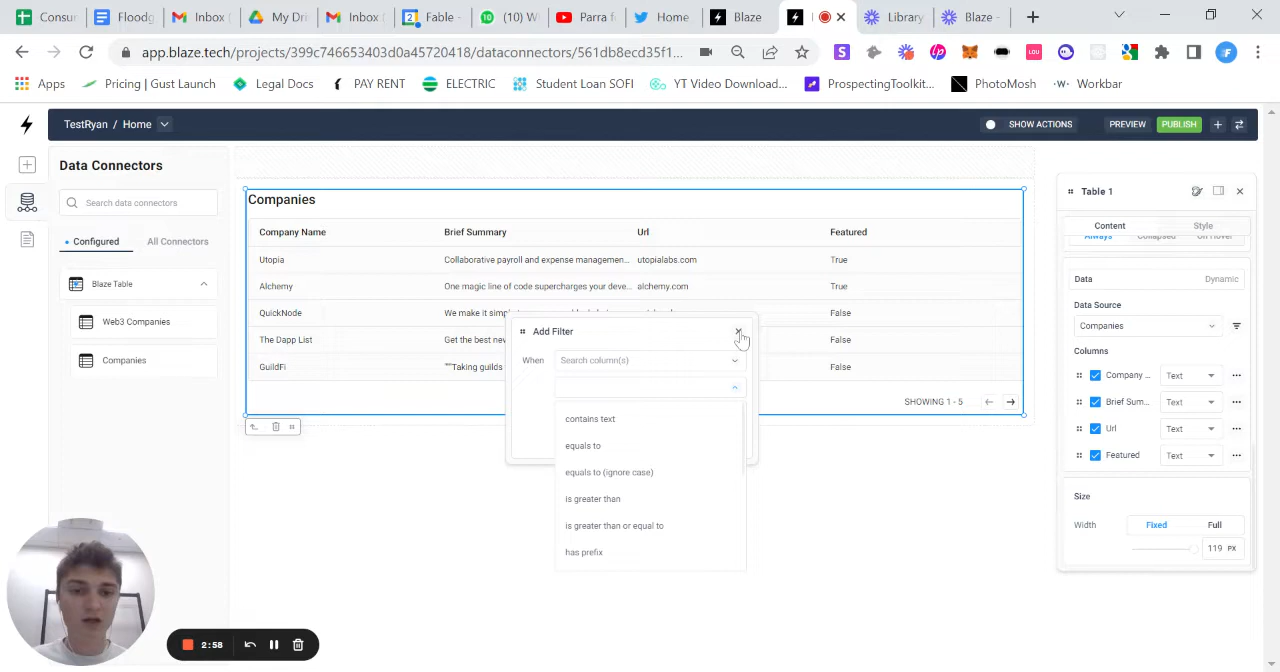 Consun
Floodg
Inbox (
My Dri
Inbox (
Fable -
(10) W
Parra f
Home
Blaze
Library
Blaze -
app.blaze.tech/projects/399c746653403d0a45720418/dataconnectors/561db8ecd35f1...
Apps
Pricing | Gust Launch
Legal Docs
PAY RENT
ELECTRIC
Student Loan SOFI
YT Video Download...
ProspectingToolkit...
PhotoMosh
Workbar
TestRyan / Home
SHOW ACTIONS
PREVIEW
PUBLISH
Data Connectors
Search data connectors
Configured
All Connectors
Blaze Table
Web3 Companies
Companies
Companies
Company Name
Brief Summary
Url
Featured
Utopia
Collaborative payroll and expense managemen...
utopialabs.com
True
Alchemy
One magic line of code supercharges your deve...
alchemy.com
True
QuickNode
We make it simple
False
The Dapp List
Get the best nev
False
GuildFi
"""Taking guilds
False
SHOWING 1 - 5
Add Filter
When
Search column(s)
contains text
equals to
equals to (ignore case)
is greater than
is greater than or equal to
has prefix
Table 1
Content
Style
Always
Collapsed
On Hover
Data
Dynamic
Data Source
Companies
Columns
Company ...
Text
Brief Sum...
Text
Url
Text
Featured
Text
Size
Width
Fixed
Full
119 PX
2:58